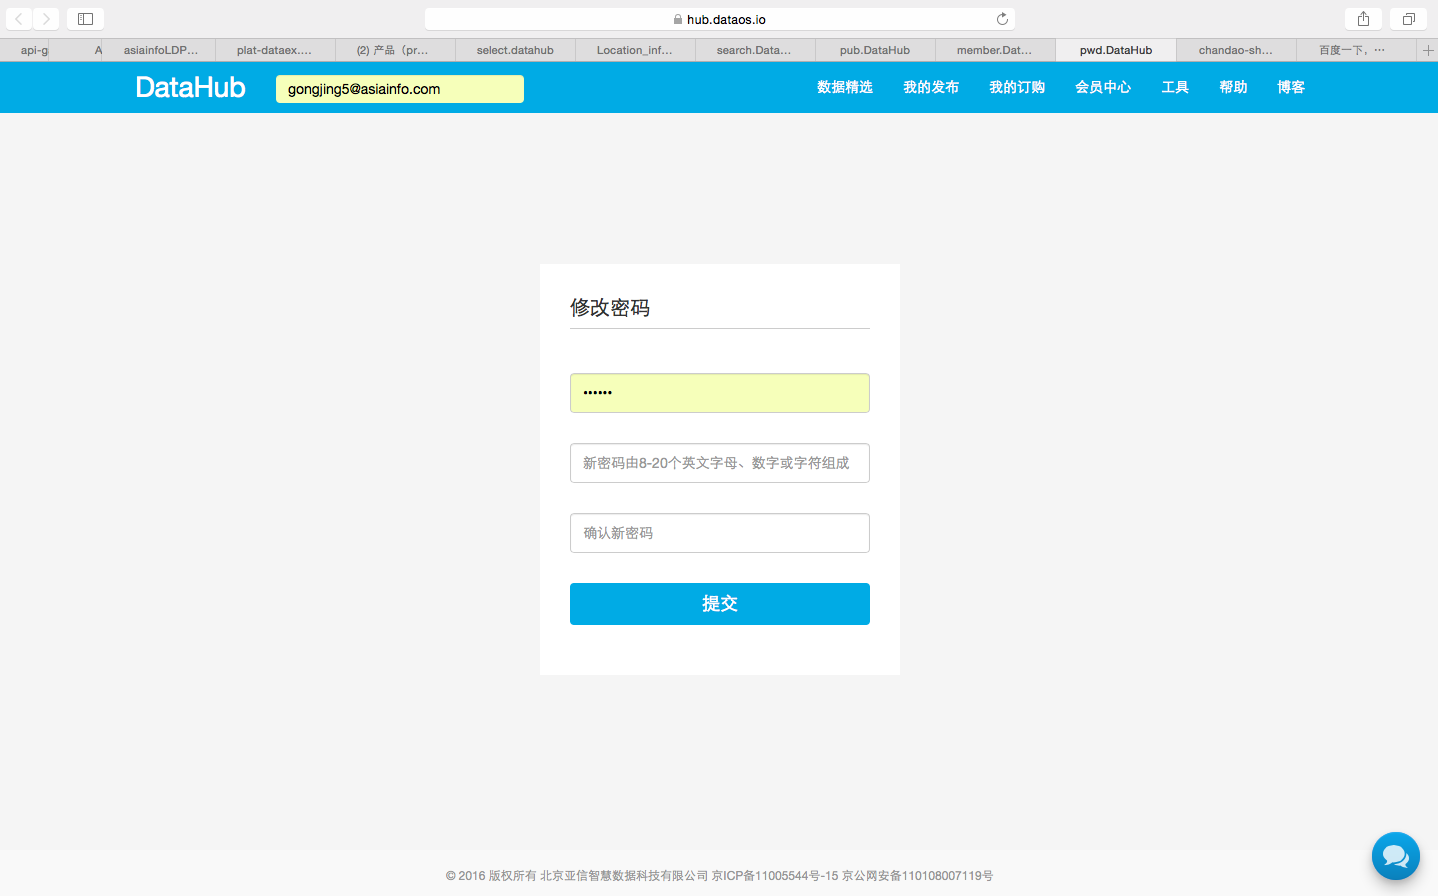 hub.dataos.io
api-g
A
asiainfoLDP...
plat-dataex....
(2) 产品（pr...
select.datahub
Location_inf...
search.Data...
pub.DataHub
member.Dat...
pwd.DataHub
chandao-sh...
百度一下，...
DataHub
gongjing5@asiainfo.com
数据精选
我的发布
我的订购
会员中心
工具
帮助
博客
修改密码
••••••
新密码由8-20个英文字母、数字或字符组成
确认新密码
提交
© 2016 版权所有 北京亚信智慧数据科技有限公司 京ICP备11005544号-15 京公网安备110108007119号